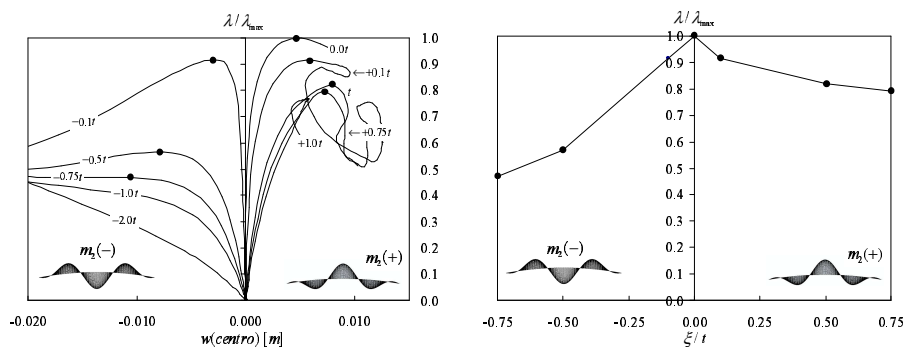 λ/λmax
0.0t
+0.1t
t
+0.75t
+1.0t
-0.1t
-0.5t
-0.75t
-1.0t
-2.0t
m2(-)
m2(+)
1.0
0.9
0.8
0.7
0.6
0.5
0.4
0.3
0.2
0.1
0.0
-0.020
-0.010
0.000
0.010
w(centro) [m]
λ/λmax
1.0
0.9
0.8
0.7
0.6
0.5
0.4
0.3
0.2
0.1
0.0
m2(-)
m2(+)
-0.75
-0.50
-0.25
0.00
0.25
0.50
0.75
ξ/t